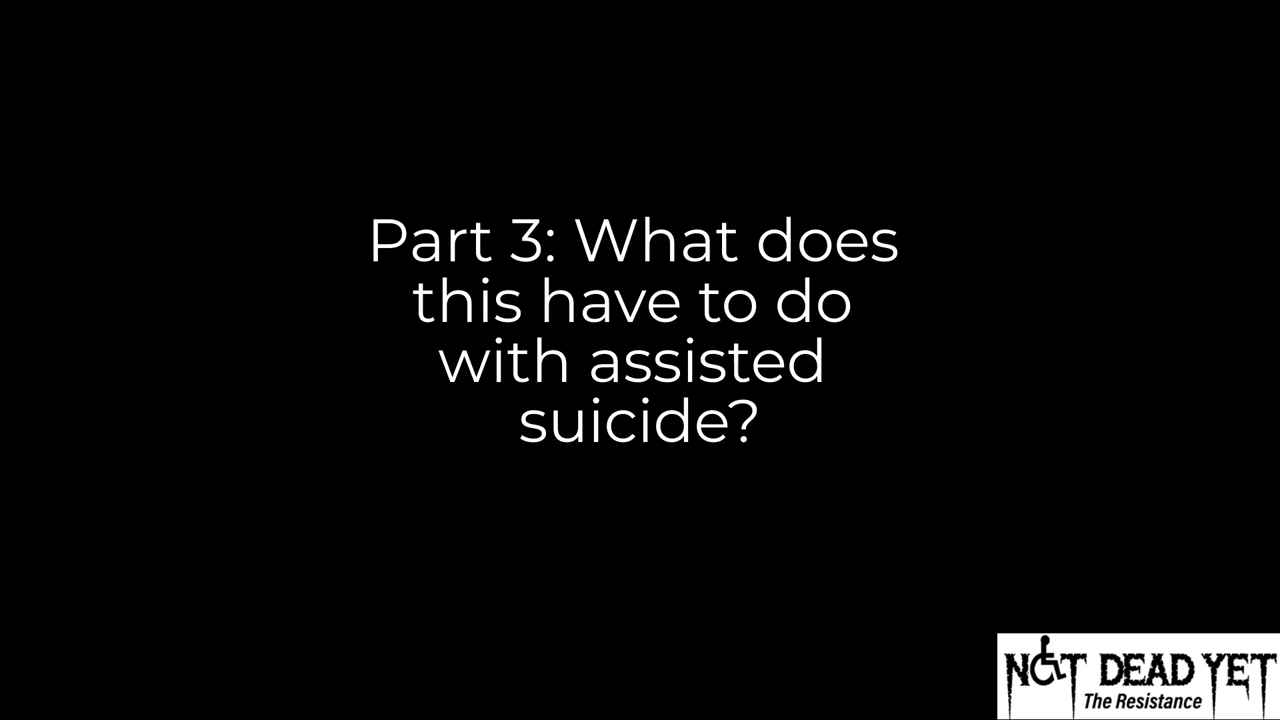 Part 3: What does
this have to do
with assisted
suicide?
NOT DEAD YET
The Resistance